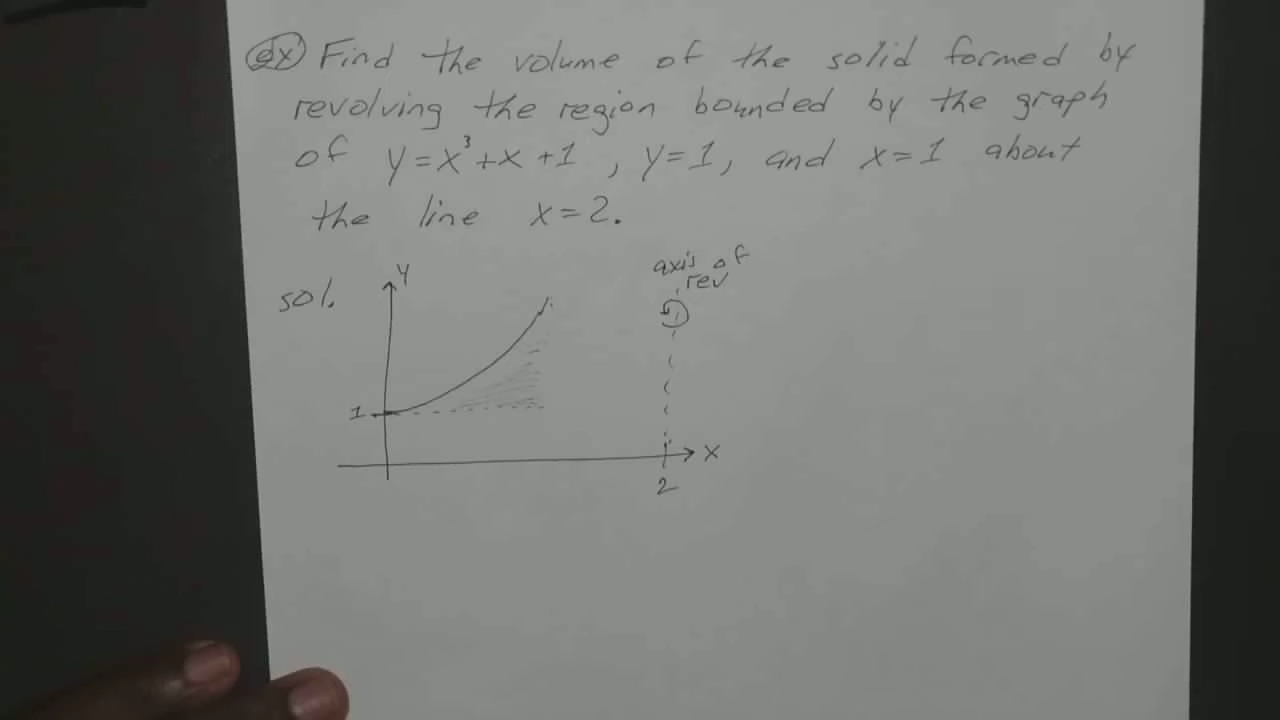 ex Find the volume of the solid formed by
revolving the region bounded by the graph
of y=x³+x+1, y=1, and x=1 about
the line x=2.
sol.
y
axis of
rev
1
x
2